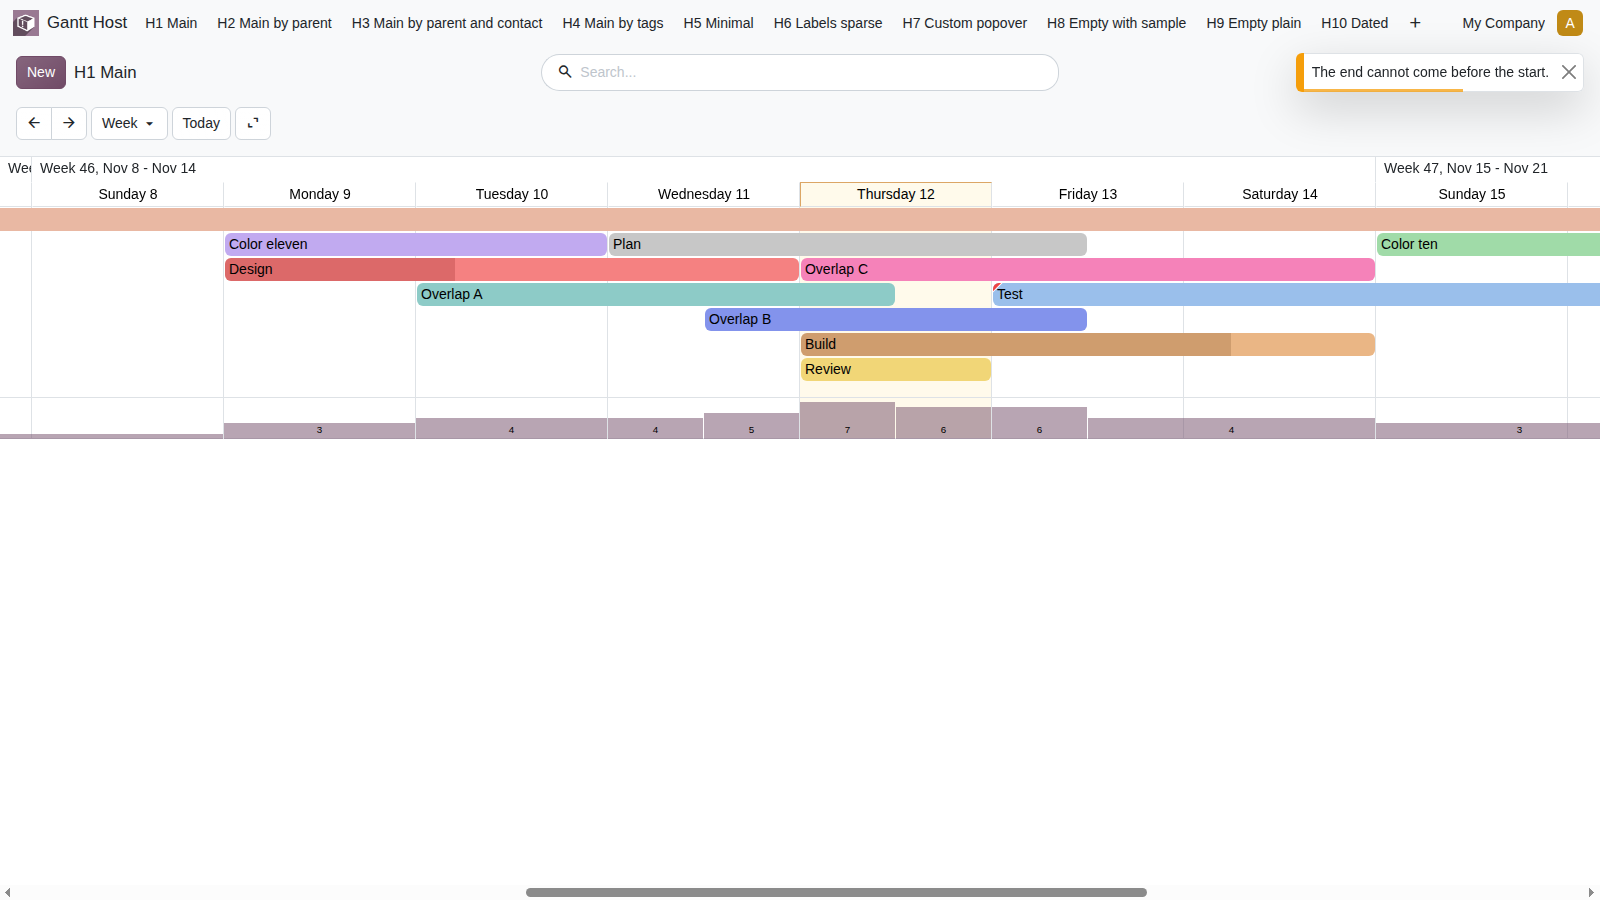 Gantt Host H1 Main H2 Main by parent H3 Main by parent and contact H4 Main by tags H5 Minimal H6 Labels sparse H7 Custom popover H8 Empty with sample H9 Empty plain H10 Dated + My Company A
New H1 Main Search... The end cannot come before the start.
Week Today
Week 46, Nov 8 - Nov 14 Week 47, Nov 15 - Nov 21
Sunday 8 Monday 9 Tuesday 10 Wednesday 11 Thursday 12 Friday 13 Saturday 14 Sunday 15
Color eleven Plan Color ten
Design Overlap C
Overlap A Test
Overlap B
Build
Review
3 4 4 5 7 6 6 4 3